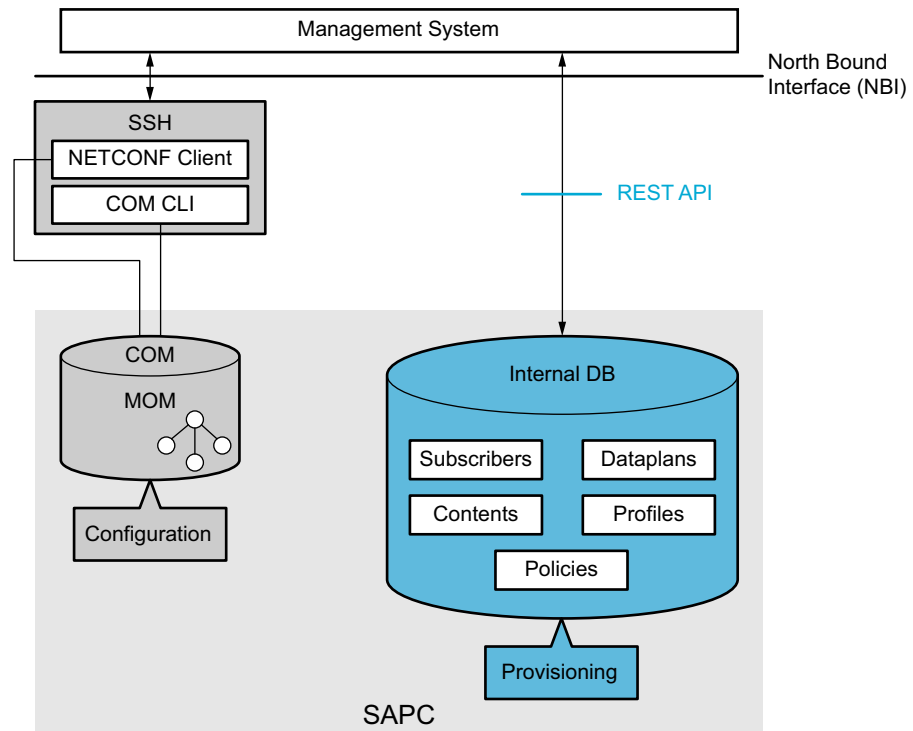 Management System
North Bound
Interface (NBI)
SSH
NETCONF Client
COM CLI
REST API
COM
MOM
Configuration
Internal DB
Subscribers
Dataplans
Contents
Profiles
Policies
Provisioning
SAPC